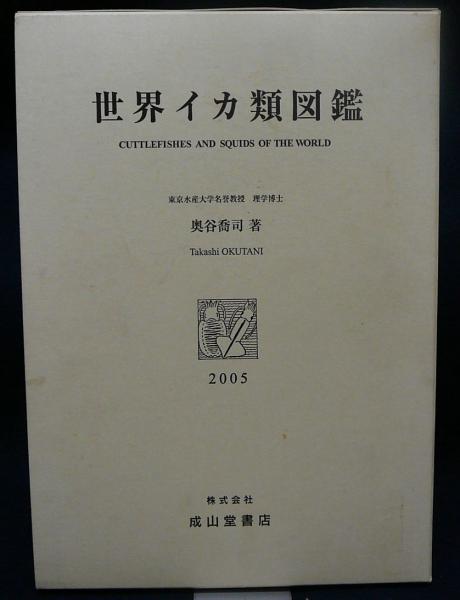 世界イカ類図鑑
CUTTLEFISHES AND SQUIDS OF THE WORLD
東京水産大学名誉教授 理学博士
奥谷喬司 著
Takashi OKUTANI
2005
株式会社
成山堂書店